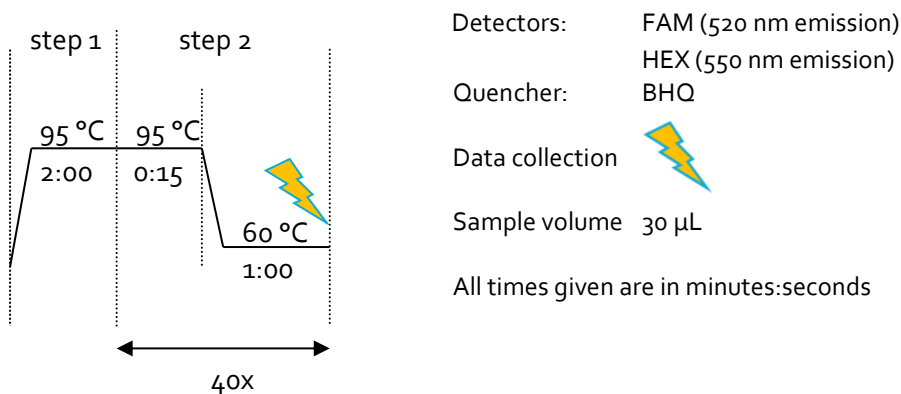 step 1 step 2
95 °C 95 °C
2:00 0:15
60 °C
1:00
40x
Detectors: FAM (520 nm emission)
HEX (550 nm emission)
Quencher: BHQ
Data collection
Sample volume 30 µL
All times given are in minutes:seconds